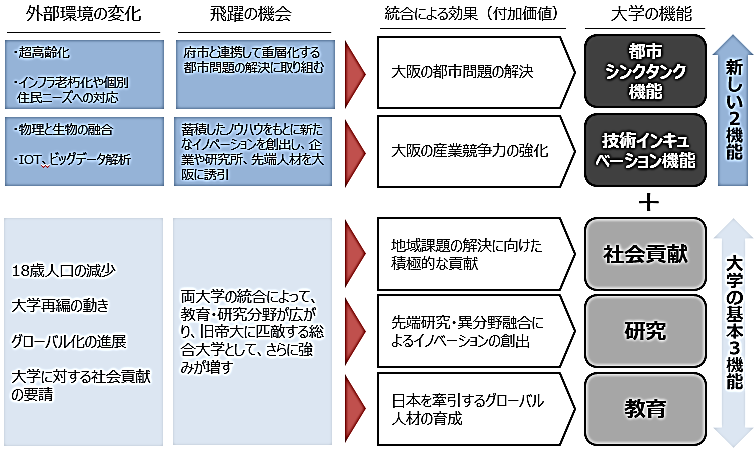 外部環境の変化
飛躍の機会
統合による効果（付加価値）
大学の機能
・超高齢化
・インフラ老朽化や個別
住民ニーズへの対応
府市と連携して重層化する
都市問題の解決に取り組む
大阪の都市問題の解決
都市
シンクタンク
機能
・物理と生物の融合
・IOT、ビッグデータ解析
蓄積したノウハウをもとに新た
なイノベーションを創出し、企
業や研究所、先端人材を大
阪に誘引
大阪の産業競争力の強化
技術インキュ
ベーション機能
新しい2機能
+
18歳人口の減少
大学再編の動き
グローバル化の進展
大学に対する社会貢献
の要請
両大学の統合によって、
教育・研究分野が広が
り、旧帝大に匹敵する総
合大学として、さらに強
みが増す
地域課題の解決に向けた
積極的な貢献
社会貢献
先端研究・異分野融合に
よるイノベーションの創出
研究
日本を牽引するグローバル
人材の育成
教育
大学の基本3機能